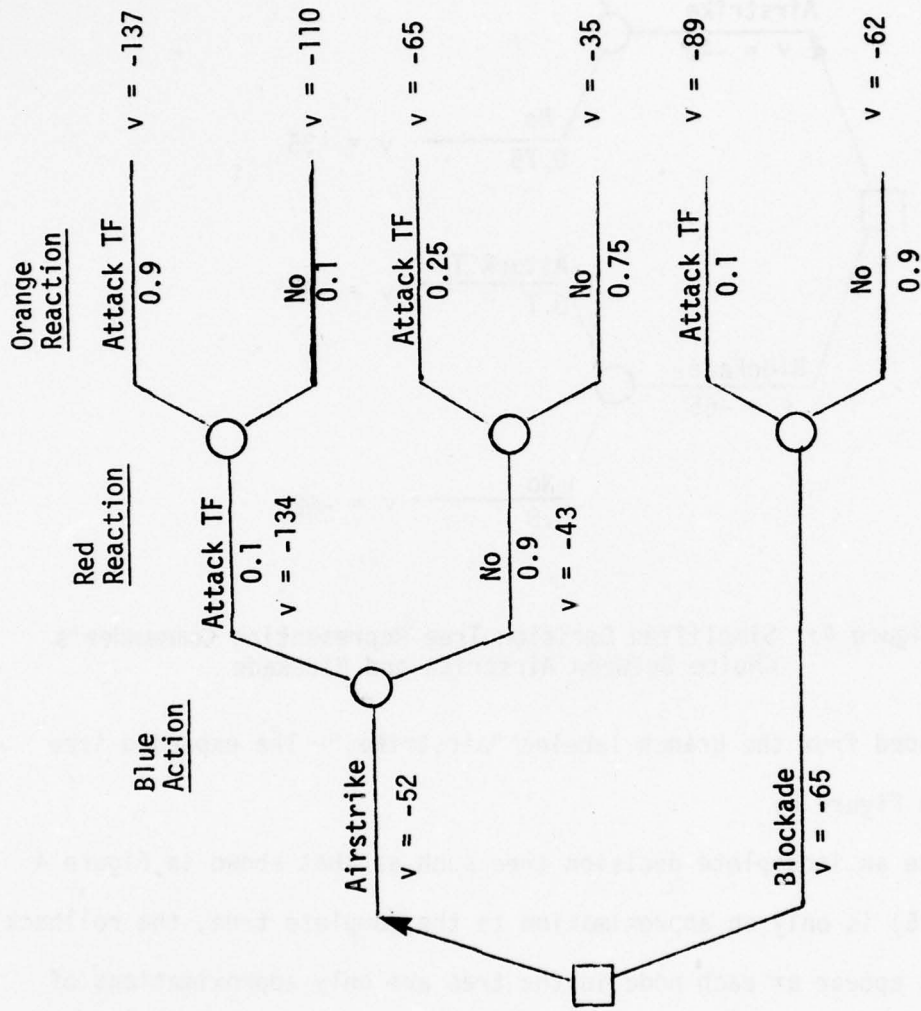 Blue
Action
Red
Reaction
Orange
Reaction
Airstrike
v = -52
Attack TF
0.1
v = -134
Attack TF
0.9
v = -137
No
0.1
v = -110
No
0.9
v = -43
Attack TF
0.25
v = -65
No
0.75
v = -35
Blockade
v = -65
Attack TF
0.1
v = -89
No
0.9
v = -62